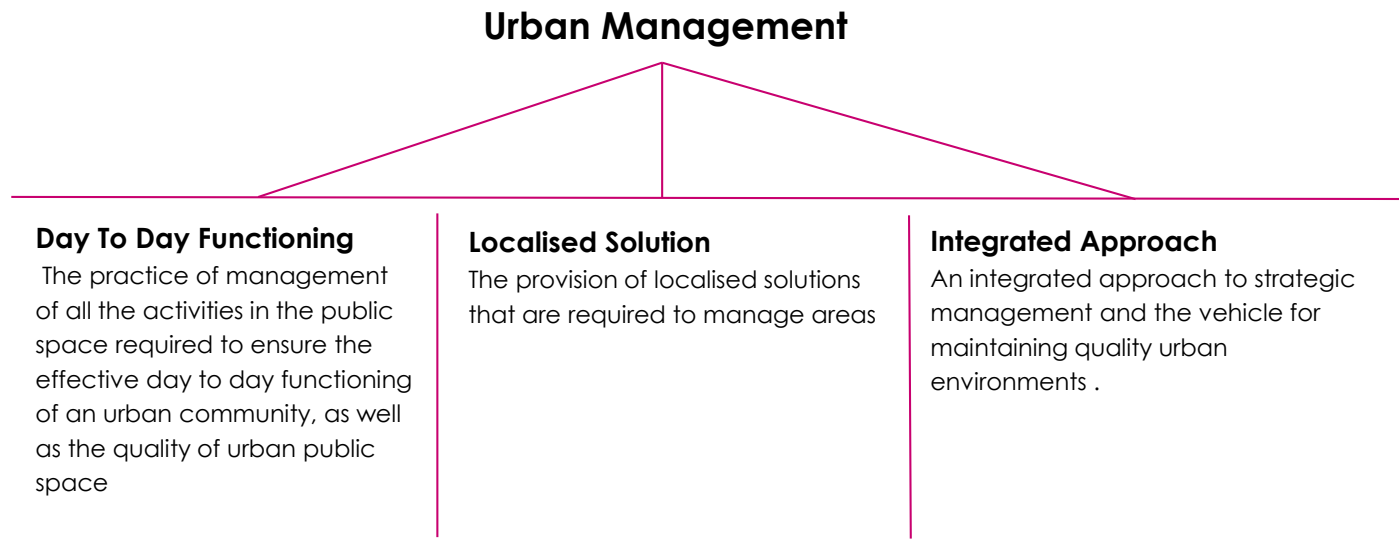 Urban Management
Day To Day Functioning
The practice of management
of all the activities in the public
space required to ensure the
effective day to day functioning
of an urban community, as well
as the quality of urban public
space
Localised Solution
The provision of localised solutions
that are required to manage areas
Integrated Approach
An integrated approach to strategic
management and the vehicle for
maintaining quality urban
environments .